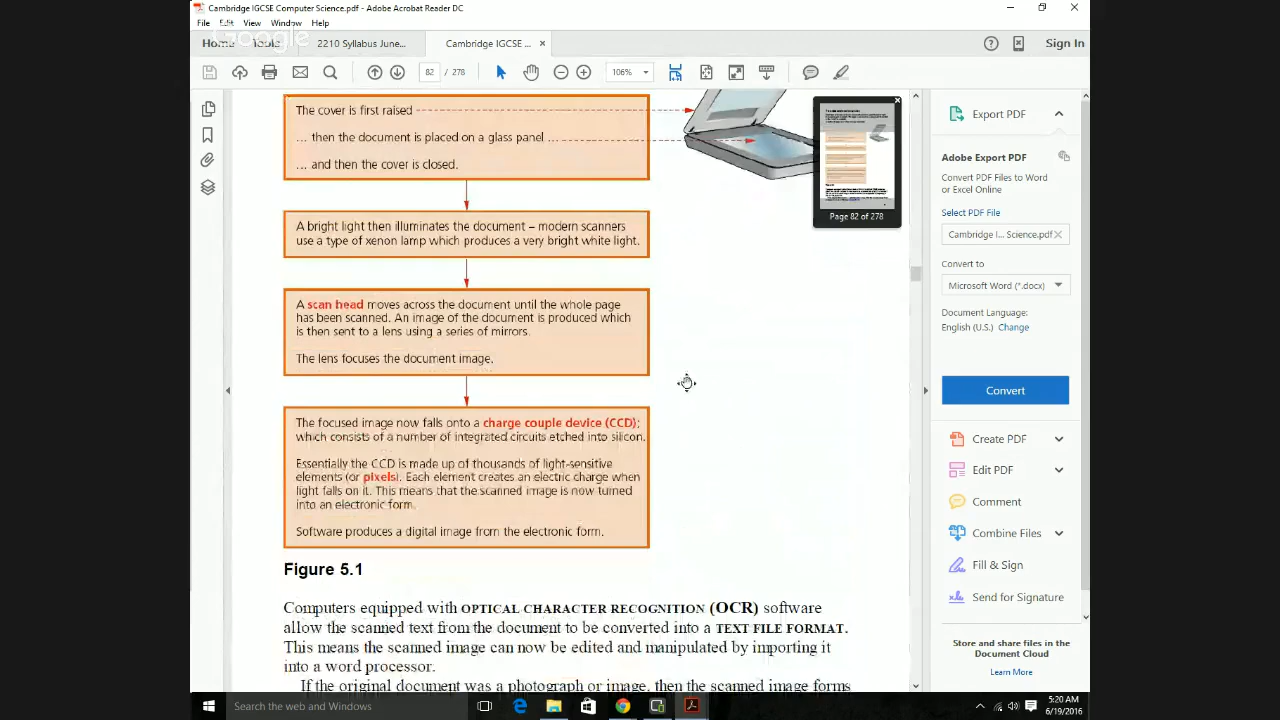 Cambridge IGCSE Computer Science.pdf - Adobe Acrobat Reader DC
File Edit View Window Help
Google
Home Tools 2210 Syllabus June... Cambridge IGCSE ... × Sign In
82 / 278 106%
The cover is first raised
... then the document is placed on a glass panel ...
... and then the cover is closed.
A bright light then illuminates the document – modern scanners
use a type of xenon lamp which produces a very bright white light.
A scan head moves across the document until the whole page
has been scanned. An image of the document is produced which
is then sent to a lens using a series of mirrors.
The lens focuses the document image.
The focused image now falls onto a charge couple device (CCD);
which consists of a number of integrated circuits etched into silicon.
Essentially the CCD is made up of thousands of light-sensitive
elements (or pixels). Each element creates an electric charge when
light falls on it. This means that the scanned image is now turned
into an electronic form.
Software produces a digital image from the electronic form.
Figure 5.1
Computers equipped with OPTICAL CHARACTER RECOGNITION (OCR) software
allow the scanned text from the document to be converted into a TEXT FILE FORMAT.
This means the scanned image can now be edited and manipulated by importing it
into a word processor.
If the original document was a photograph or image, then the scanned image forms
Page 82 of 278
Export PDF
Adobe Export PDF
Convert PDF Files to Word
or Excel Online
Select PDF File
Cambridge I... Science.pdf ×
Convert to
Microsoft Word (*.docx)
Document Language:
English (U.S.) Change
Convert
Create PDF
Edit PDF
Comment
Combine Files
Fill & Sign
Send for Signature
Store and share files in the
Document Cloud
Learn More
Search the web and Windows
5:20 AM
6/19/2016